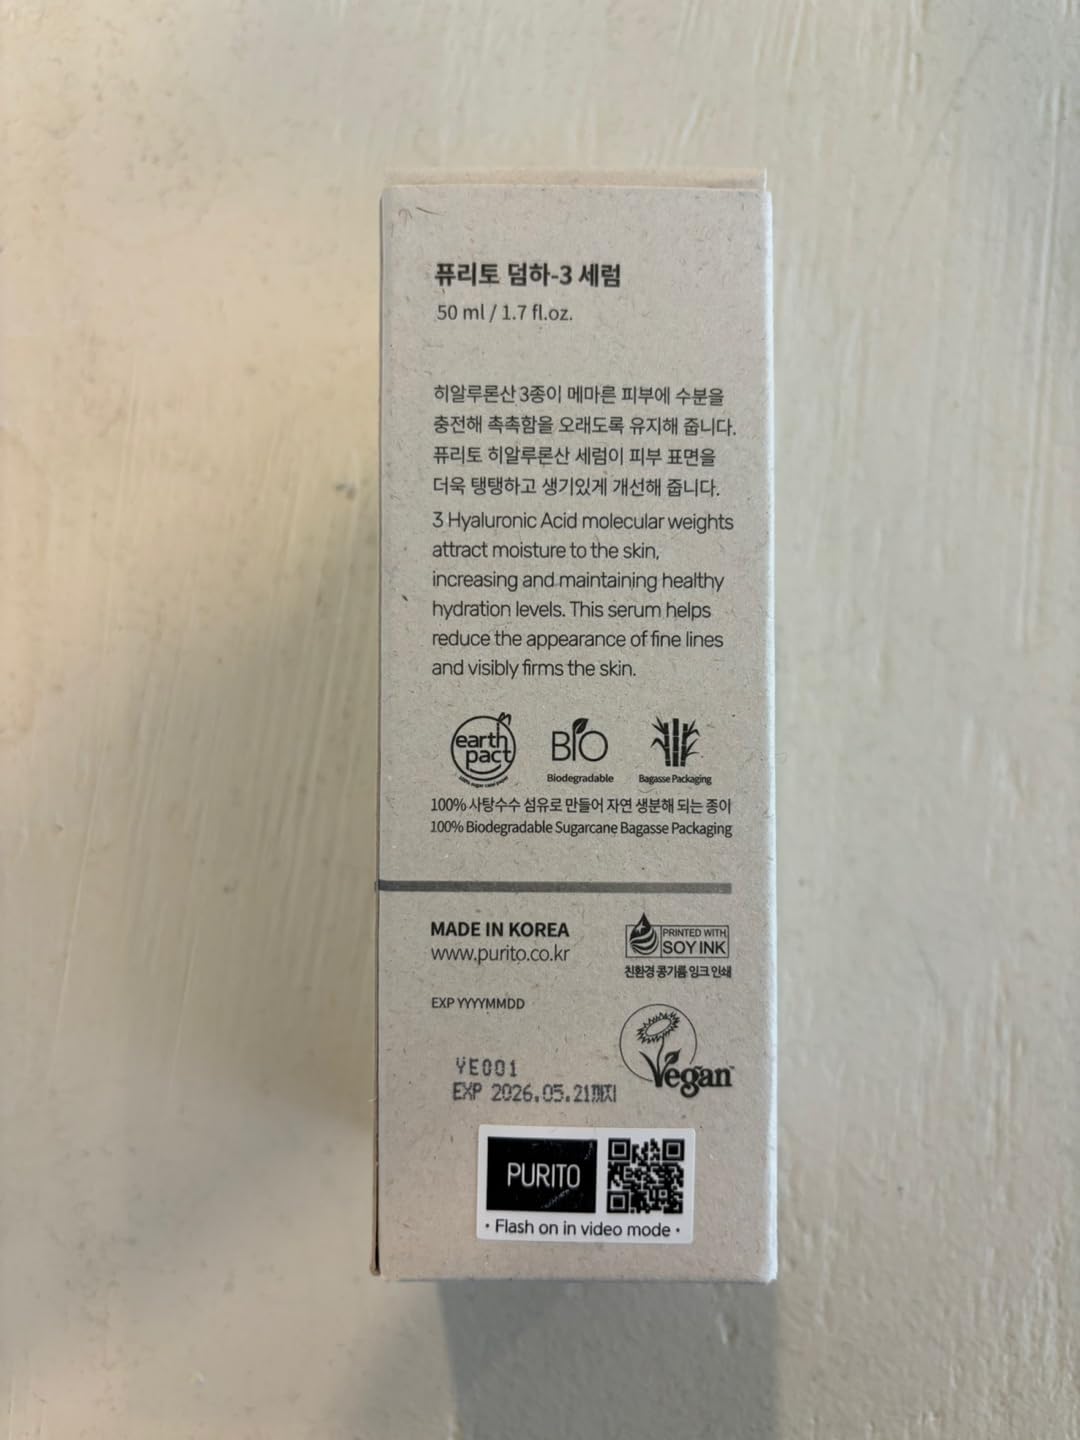 퓨리토 덤하-3 세럼
50 ml / 1.7 fl.oz.
히알루론산 3종이 메마른 피부에 수분을
충전해 촉촉함을 오래도록 유지해 줍니다.
퓨리토 히알루론산 세럼이 피부 표면을
더욱 탱탱하고 생기있게 개선해 줍니다.
3 Hyaluronic Acid molecular weights
attract moisture to the skin,
increasing and maintaining healthy
hydration levels. This serum helps
reduce the appearance of fine lines
and visibly firms the skin.
earth
pact
100% sugar cane paper
BIO
Biodegradable
Bagasse Packaging
100% 사탕수수 섬유로 만들어 자연 생분해 되는 종이
100% Biodegradable Sugarcane Bagasse Packaging
MADE IN KOREA
www.purito.co.kr
PRINTED WITH
SOY INK
친환경 콩기름 잉크 인쇄
EXP YYYYMMDD
Vegan
YE001
EXP 2026.05.21까지
PURITO
· Flash on in video mode ·